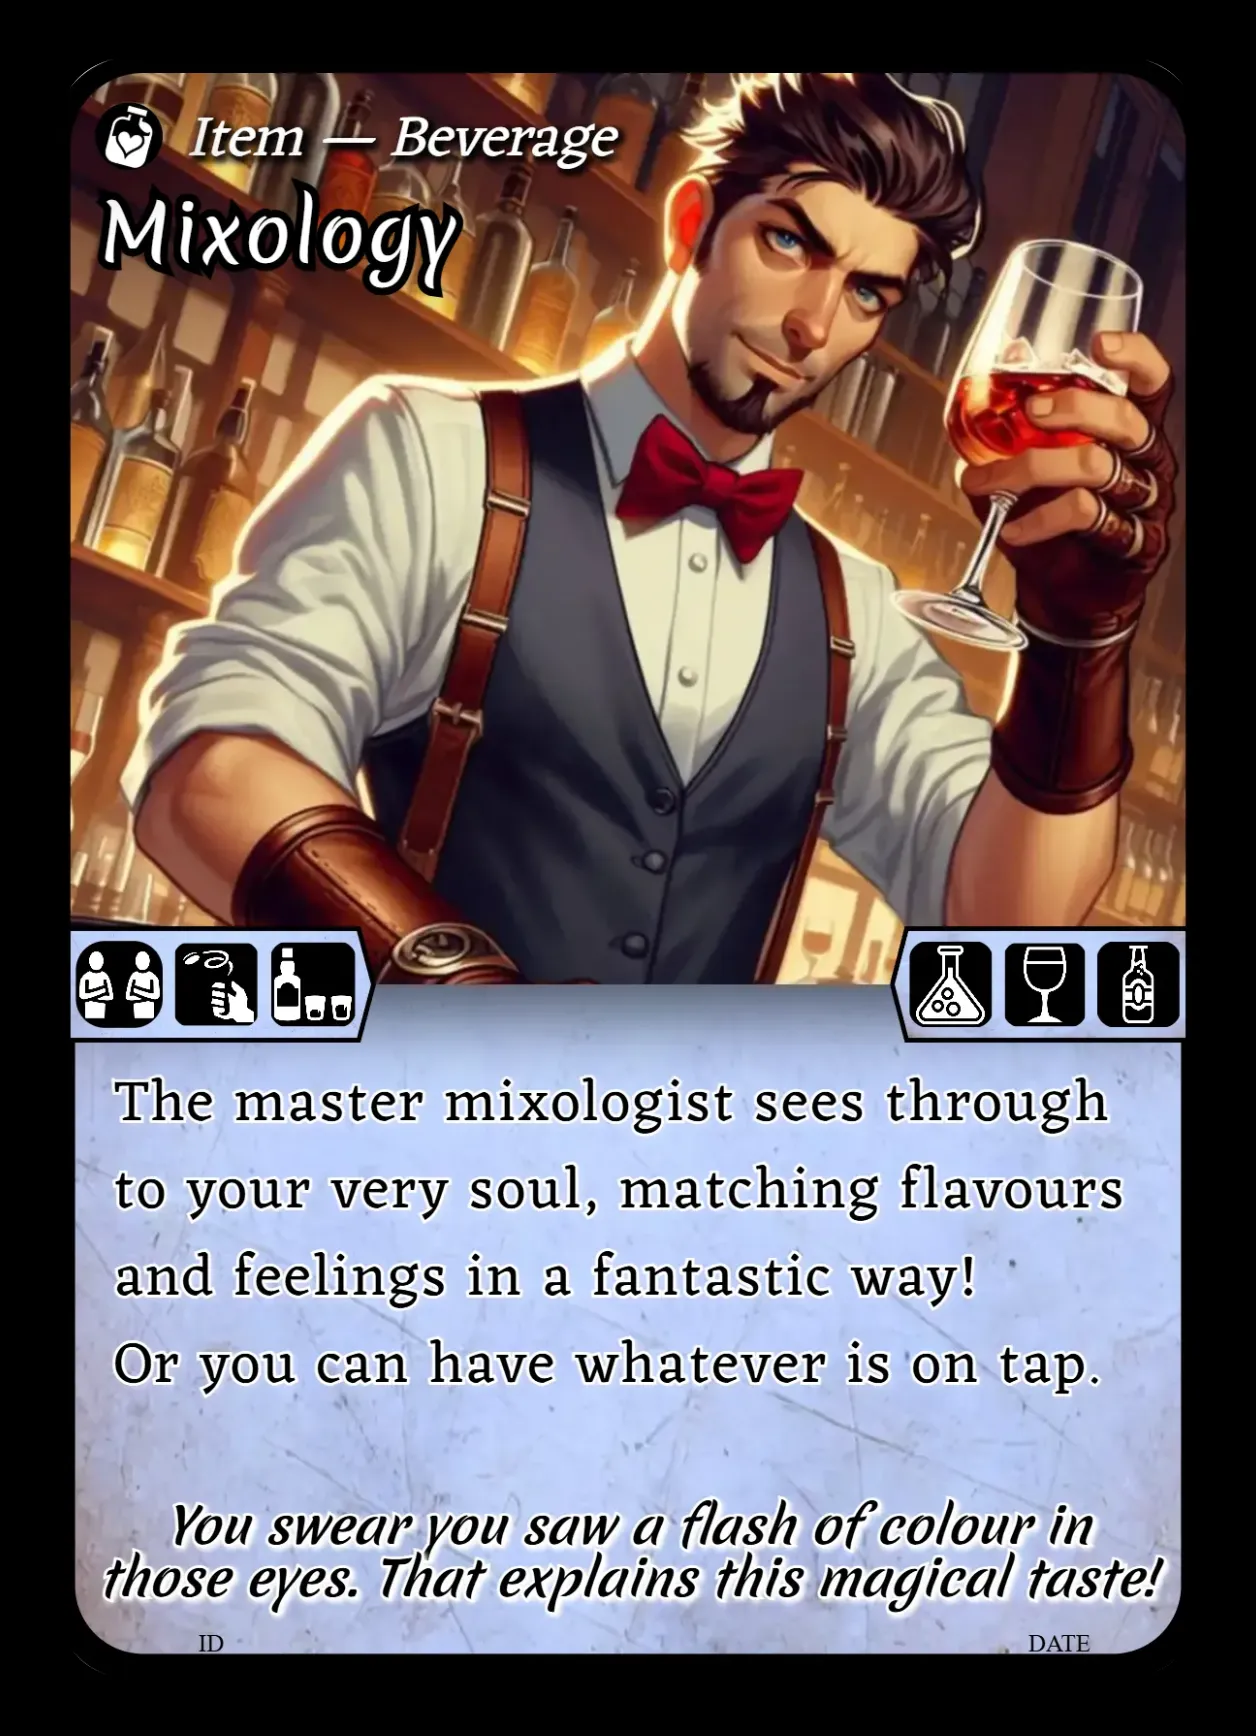 Item — Beverage
Mixology
The master mixologist sees through
to your very soul, matching flavours
and feelings in a fantastic way!
Or you can have whatever is on tap.
You swear you saw a flash of colour in
those eyes. That explains this magical taste!
ID
DATE